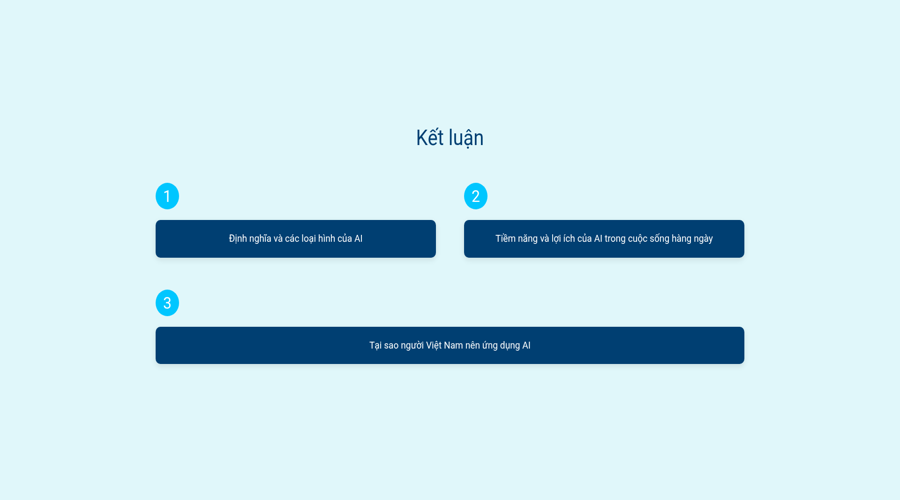 Kết luận
1
Định nghĩa và các loại hình của AI
2
Tiềm năng và lợi ích của AI trong cuộc sống hàng ngày
3
Tại sao người Việt Nam nên ứng dụng AI